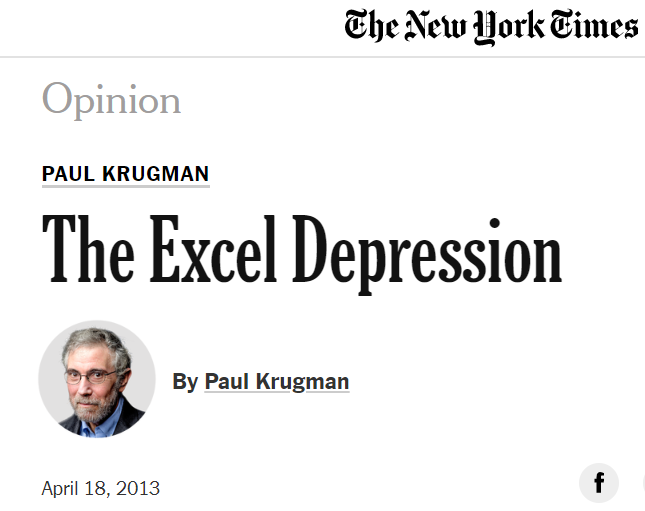 The New York Times
Opinion
PAUL KRUGMAN
The Excel Depression
By Paul Krugman
April 18, 2013
f